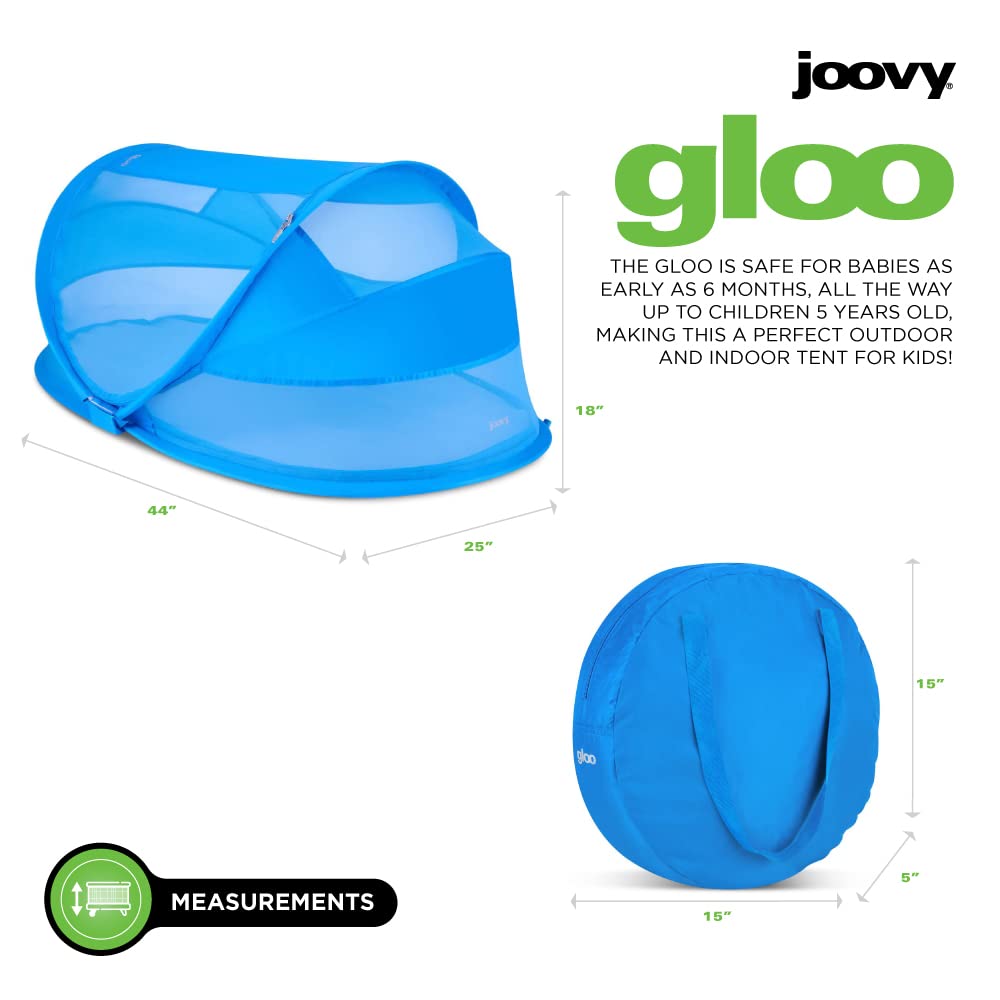 joovy®
gloo
THE GLOO IS SAFE FOR BABIES AS
EARLY AS 6 MONTHS, ALL THE WAY
UP TO CHILDREN 5 YEARS OLD,
MAKING THIS A PERFECT OUTDOOR
AND INDOOR TENT FOR KIDS!
joovy
18”
44”
25”
15”
gloo
5”
15”
MEASUREMENTS